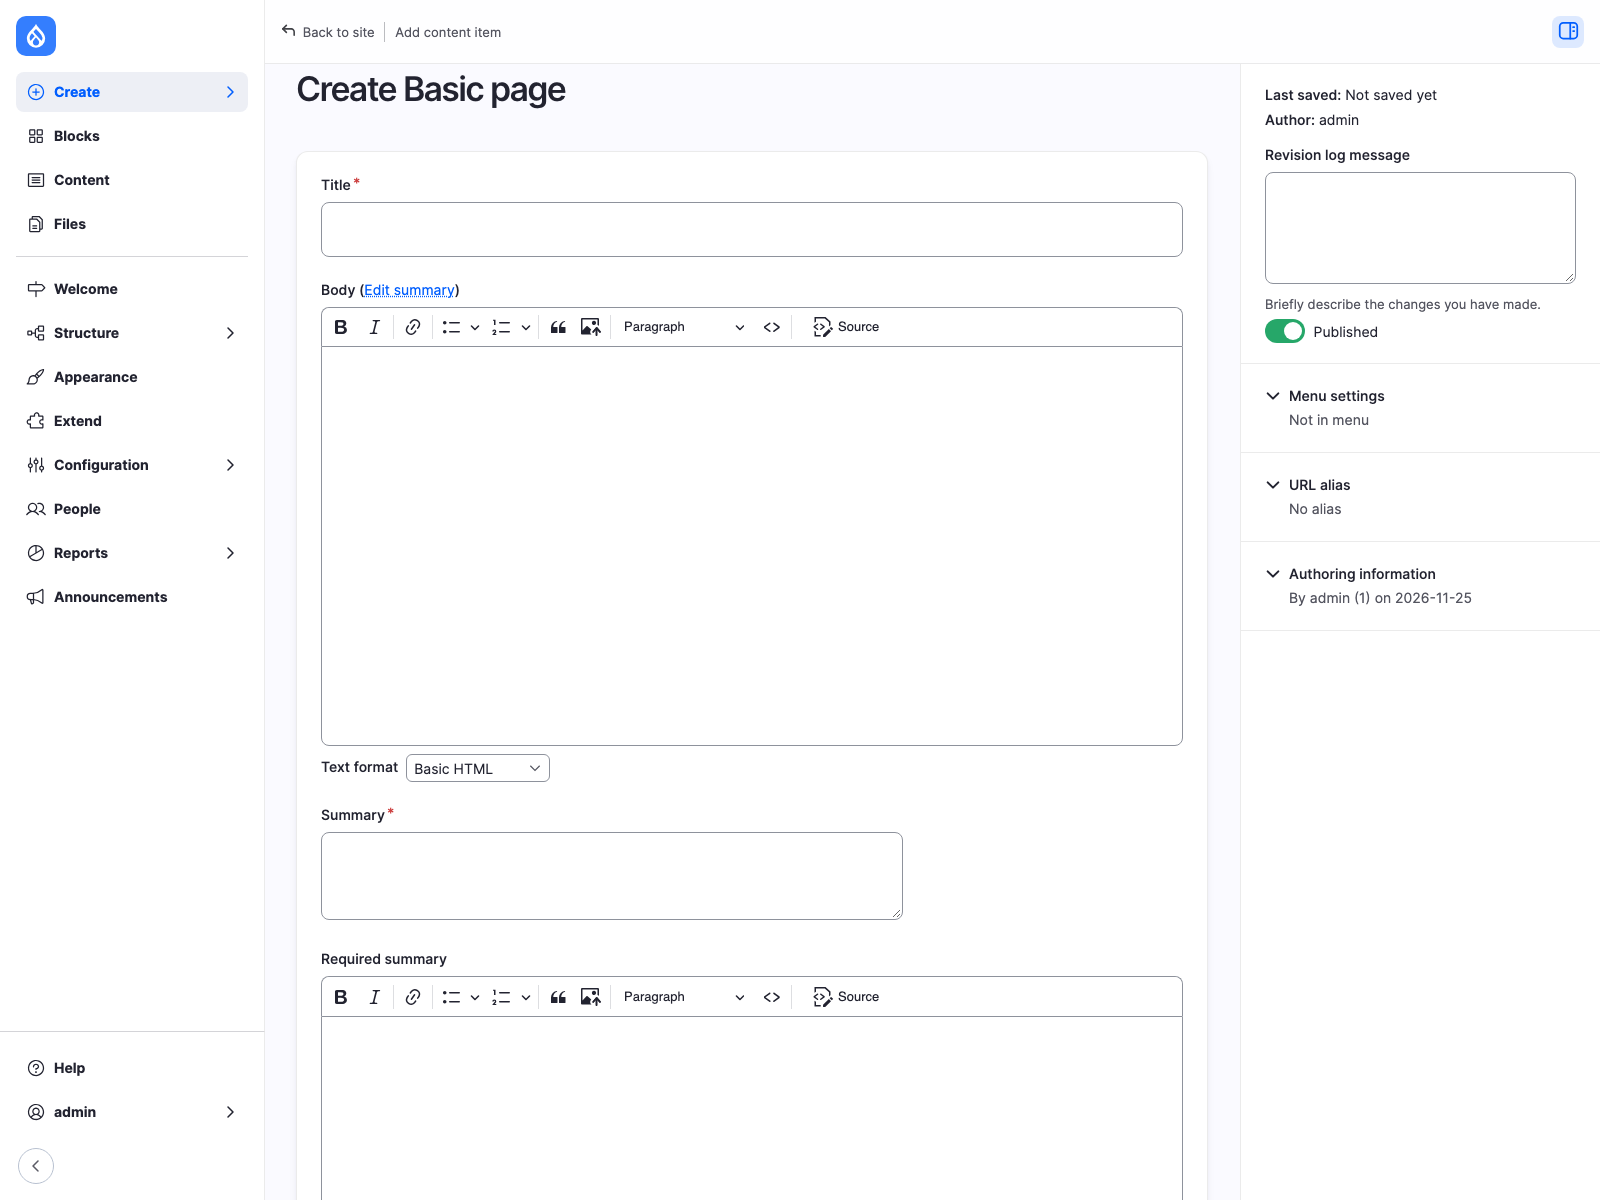 Create
Blocks
Content
Files
Welcome
Structure
Appearance
Extend
Configuration
People
Reports
Announcements
Help
admin
Back to site
Add content item
Create Basic page
Title*
Body (Edit summary)
Paragraph
Source
Text format
Basic HTML
Summary*
Required summary
Paragraph
Source
Last saved: Not saved yet
Author: admin
Revision log message
Briefly describe the changes you have made.
Published
Menu settings
Not in menu
URL alias
No alias
Authoring information
By admin (1) on 2026-11-25